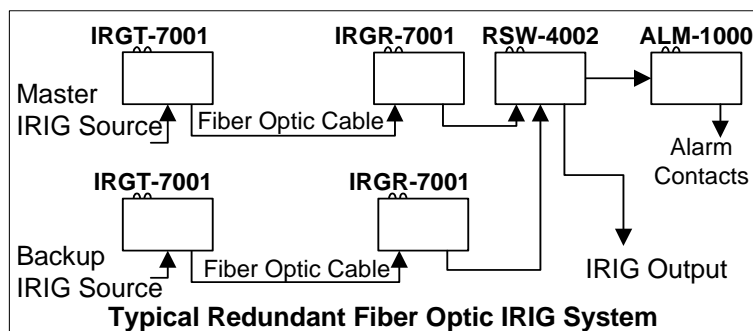 IRGT-7001
IRGR-7001
RSW-4002
ALM-1000
Master
IRIG Source
Fiber Optic Cable
Alarm
Contacts
IRGT-7001
IRGR-7001
Backup
IRIG Source
Fiber Optic Cable
IRIG Output
Typical Redundant Fiber Optic IRIG System